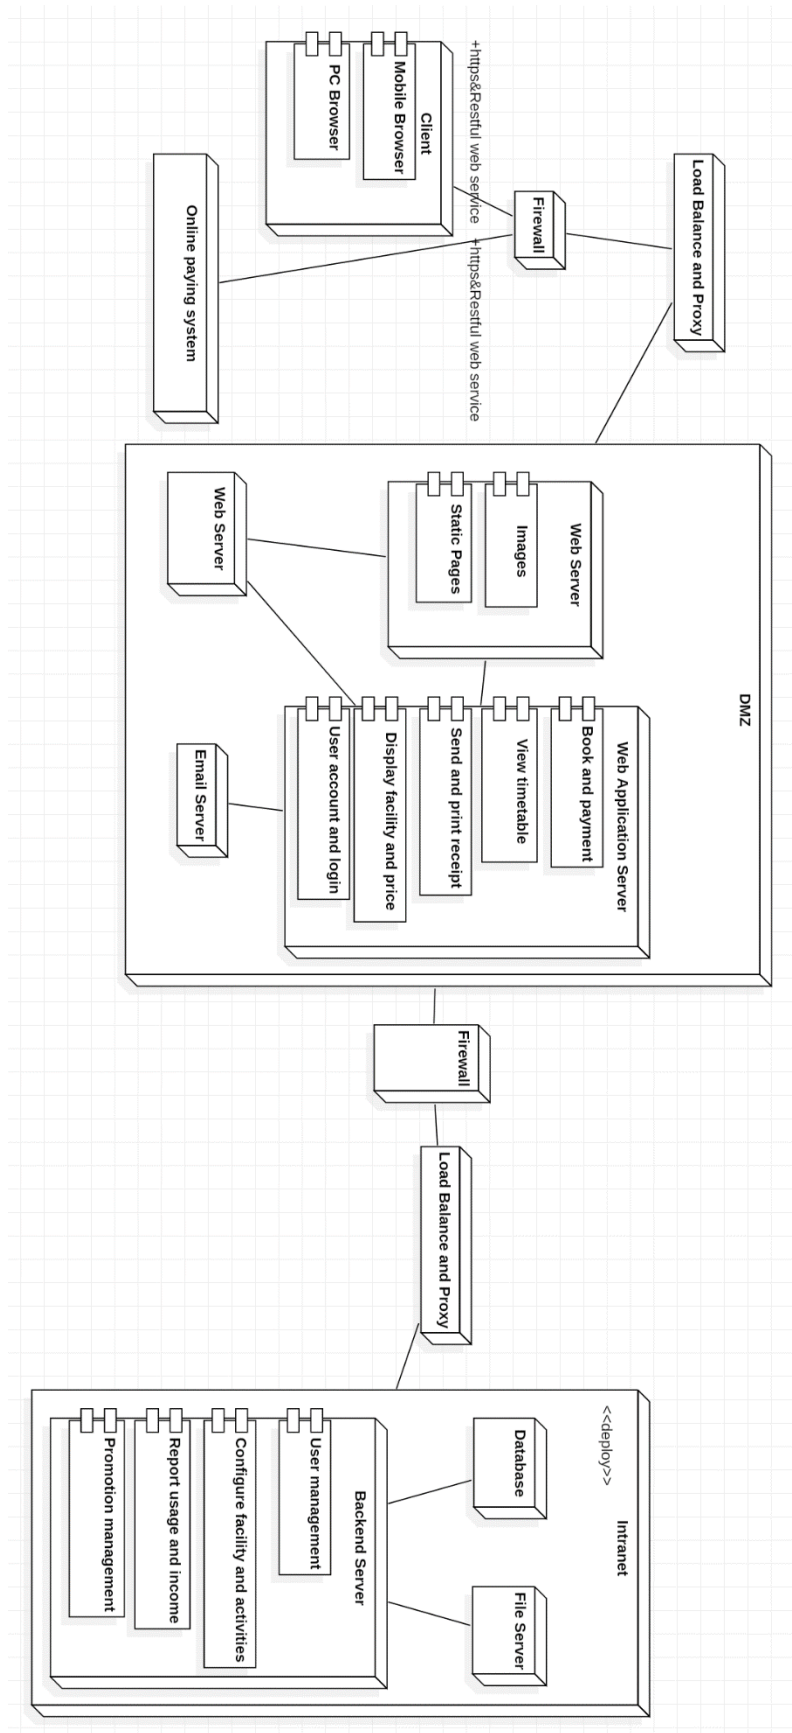 Load Balance and Proxy
Firewall
+https&Restful web service
+https&Restful web service
Client
Mobile Browser
PC Browser
Online paying system
DMZ
Web Server
Images
Static Pages
Web Server
Web Application Server
Book and payment
View timetable
Send and print receipt
Display facility and price
User account and login
Email Server
Firewall
Load Balance and Proxy
<<deploy>>
Intranet
Database
File Server
Backend Server
User management
Configure facility and activities
Report usage and income
Promotion management